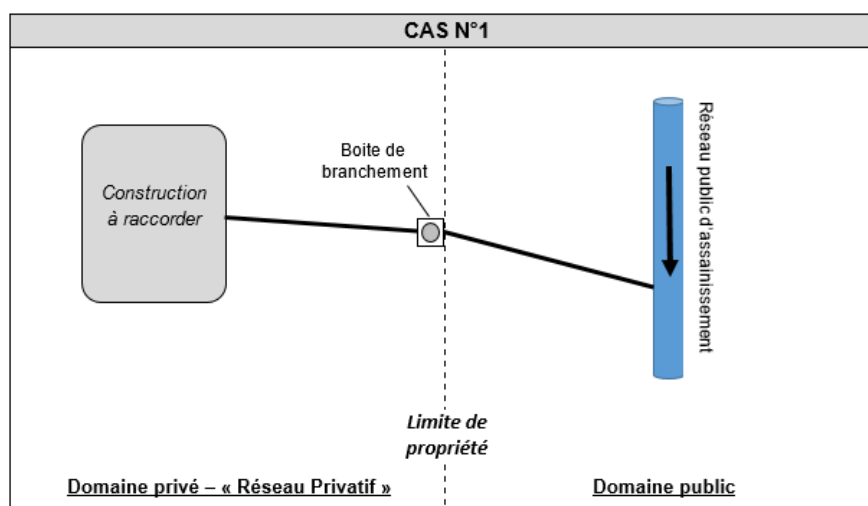 CAS N°1
Construction
à raccorder
Boite de
branchement
Réseau public d'assainissement
Limite de
propriété
Domaine privé – « Réseau Privatif »
Domaine public